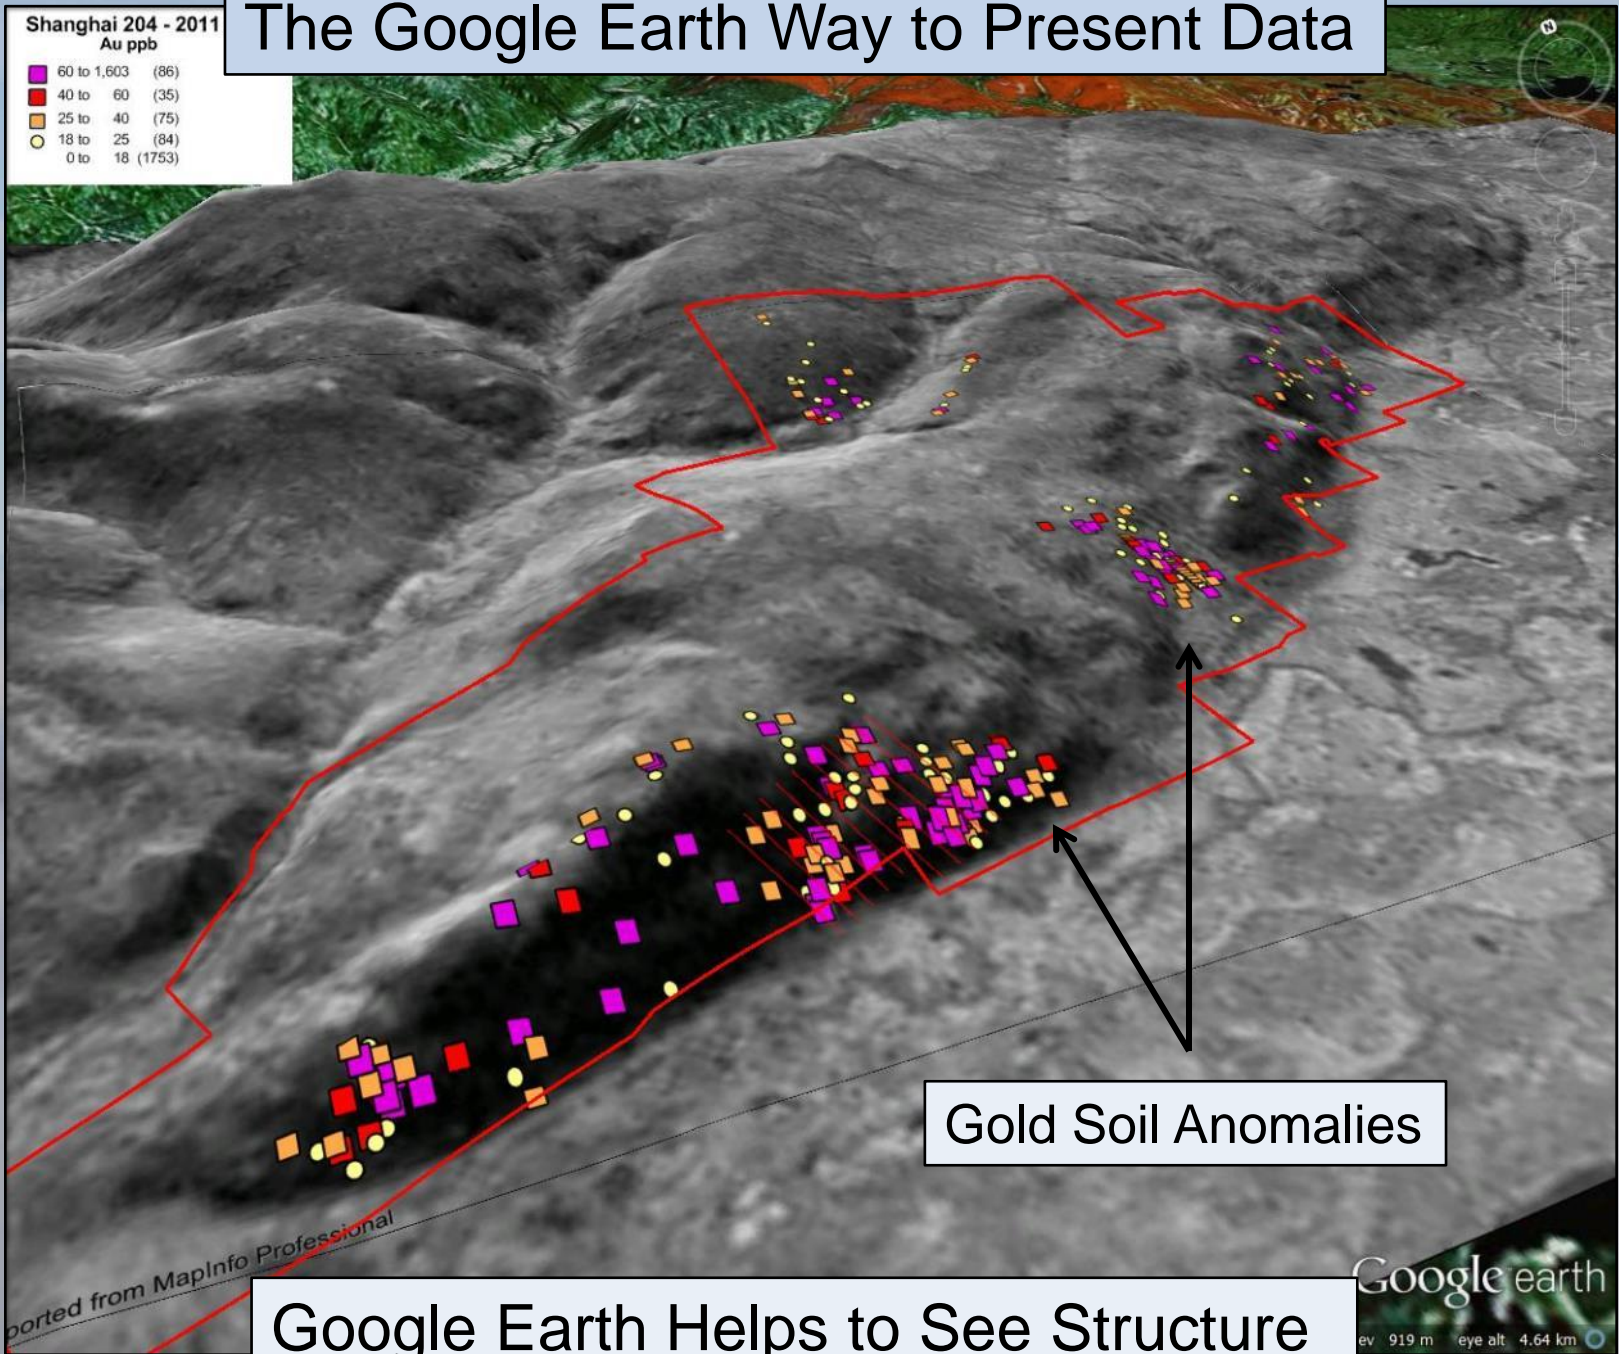 The Google Earth Way to Present Data
Shanghai 204 - 2011
Au ppb
60 to 1,603 (86)
40 to 60 (35)
25 to 40 (75)
18 to 25 (84)
0 to 18 (1753)
N
Gold Soil Anomalies
ported from MapInfo Professional
Google earth
Google Earth Helps to See Structure
ev 919 m eye alt 4.64 km